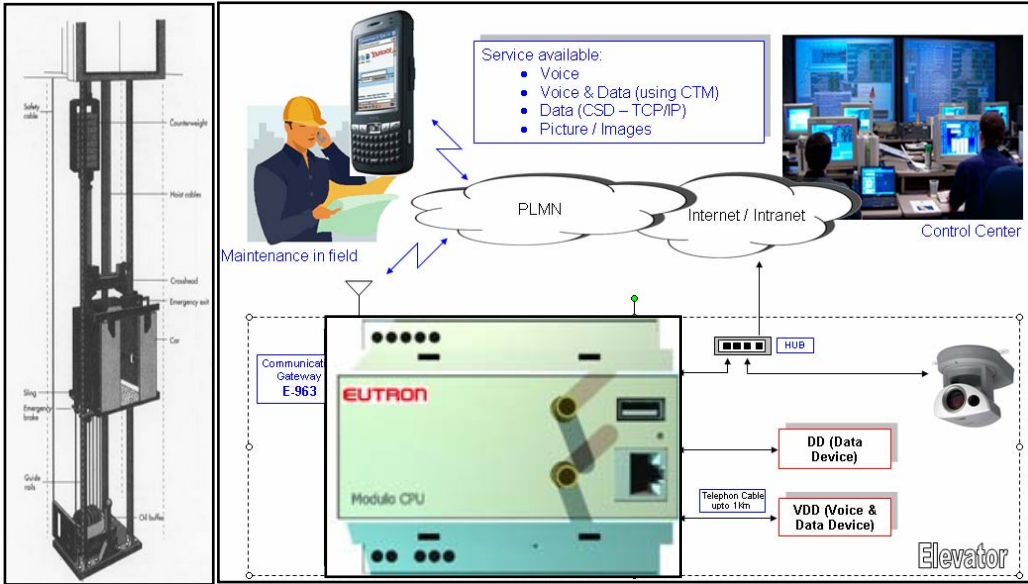 Safety
cable
Counterweight
Hoist cables
Crosshead
Emergency exit
Car
Sling
Emergency
brake
Guide
rails
Oil buffer
Service available:
• Voice
• Voice & Data (using CTM)
• Data (CSD – TCP/IP)
• Picture / Images
PLMN
Internet / Intranet
Control Center
Maintenance in field
HUB
Communicati
Gateway
E-963
EUTRON
Modulo CPU
DD (Data
Device)
Telephon Cable
upto 1Km
VDD (Voice &
Data Device)
Elevator